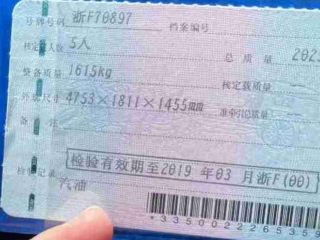 号牌号码 浙F70897 档案编号
核定载人数 5人 总质量 202
整备质量 1615kg 核定载质量 --
外廓尺寸 4753×1811×1455mm 准牵引总质量 --
备注
检验记录 检验有效期至2019年03月浙F(00)
汽油
*33500222653 59